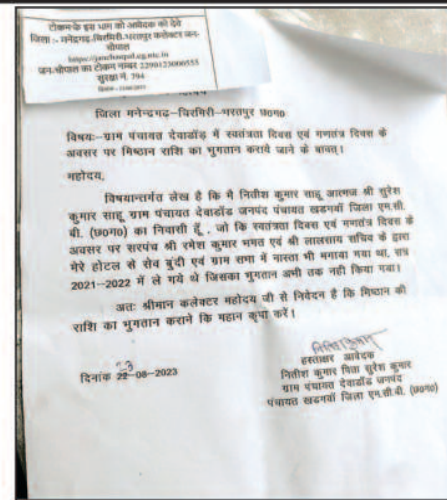 टोकन के इस भाग को आवेदक को देवे
जिला :- मनेंद्रगढ़-चिरमिरी-भरतपुर कलेक्टर जन-
चौपाल
https://janchaupal.cg.nic.in
जन-चौपाल का टोकन नम्बर 2290123000555
सुरक्षा नं. 794
जिला मनेन्द्रगढ़-चिरमिरी-भरतपुर छ०ग०
विषयः-ग्राम पंचायत देवाडॉड़ में स्वतंत्रता दिवस एवं गणतंत्र दिवस के
अवसर पर मिष्ठान राशि का भुगतान कराये जाने के बावत्।
महोदय,
विषयान्तर्गत लेख है कि मै नितीश कुमार साहू आत्मज श्री सुरेश
कुमार साहू ग्राम पंचायत देवाडॉड जनपद पंचायत खडगवॉ जिला एम.सी.
बी. (छ०ग०) का निवासी हूँ , जो कि स्वतंत्रता दिवस एवं गणतंत्र दिवस के
अवसर पर सरपंच श्री रमेश कुमार भगत एवं श्री लालसाय सचिव के द्वारा
मेरे होटल से सेव बुंदी एवं ग्राम सभा में नास्ता भी मगाया गया था, सत्र
2021-2022 में ले गये थे जिसका भुगतान अभी तक नही किया गया।
अतः श्रीमान कलेक्टर महोदय जी से निवेदन है कि मिष्ठान की
राशि का भुगतान कराने कि महान कृपा करें।
दिनांक 22-08-2023
23
हस्ताक्षर आवेदक
नितीश कुमार पिता सुरेश कुमार
ग्राम पंचायत देवाडॉड जनपद
पंचायत खडगवॉ जिला एम.सी.बी. (छ०ग०)